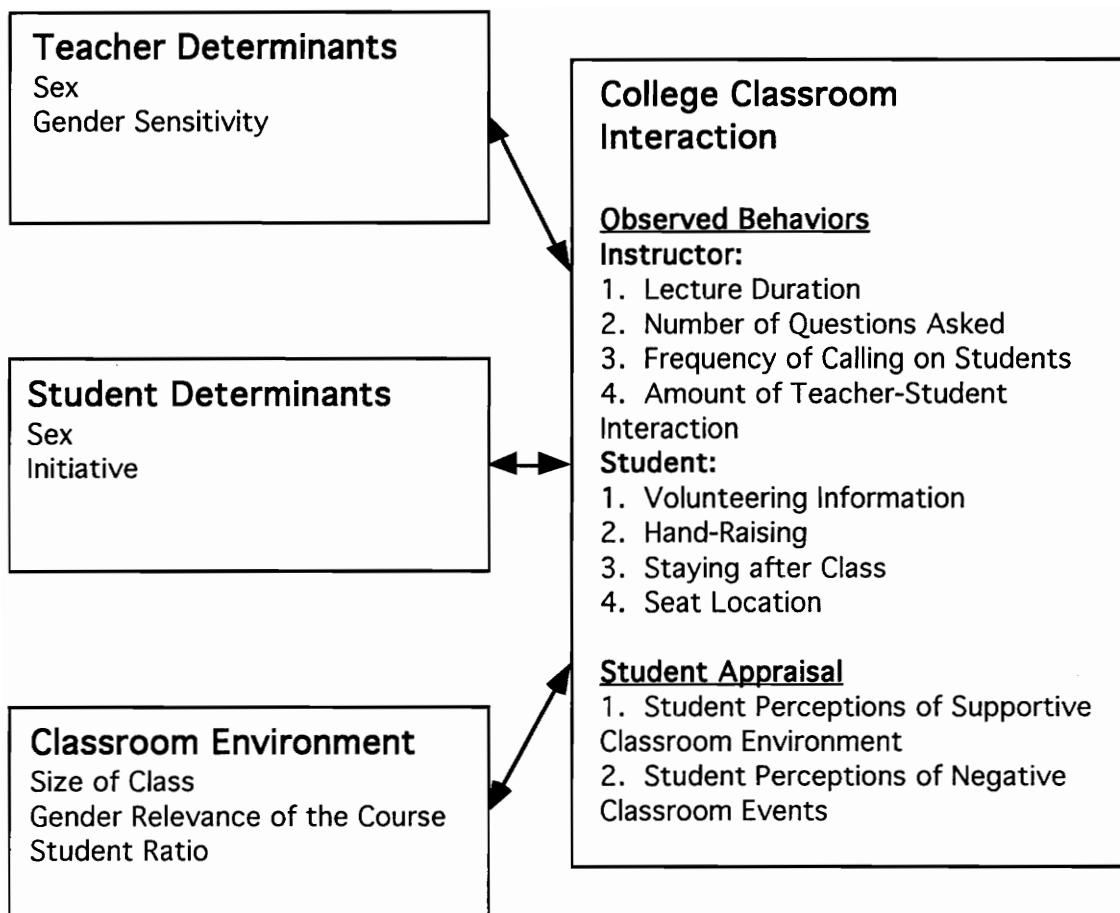 Teacher Determinants
Sex
Gender Sensitivity
Student Determinants
Sex
Initiative
Classroom Environment
Size of Class
Gender Relevance of the Course
Student Ratio
College Classroom
Interaction
Observed Behaviors
Instructor:
1. Lecture Duration
2. Number of Questions Asked
3. Frequency of Calling on Students
4. Amount of Teacher-Student
Interaction
Student:
1. Volunteering Information
2. Hand-Raising
3. Staying after Class
4. Seat Location
Student Appraisal
1. Student Perceptions of Supportive
Classroom Environment
2. Student Perceptions of Negative
Classroom Events